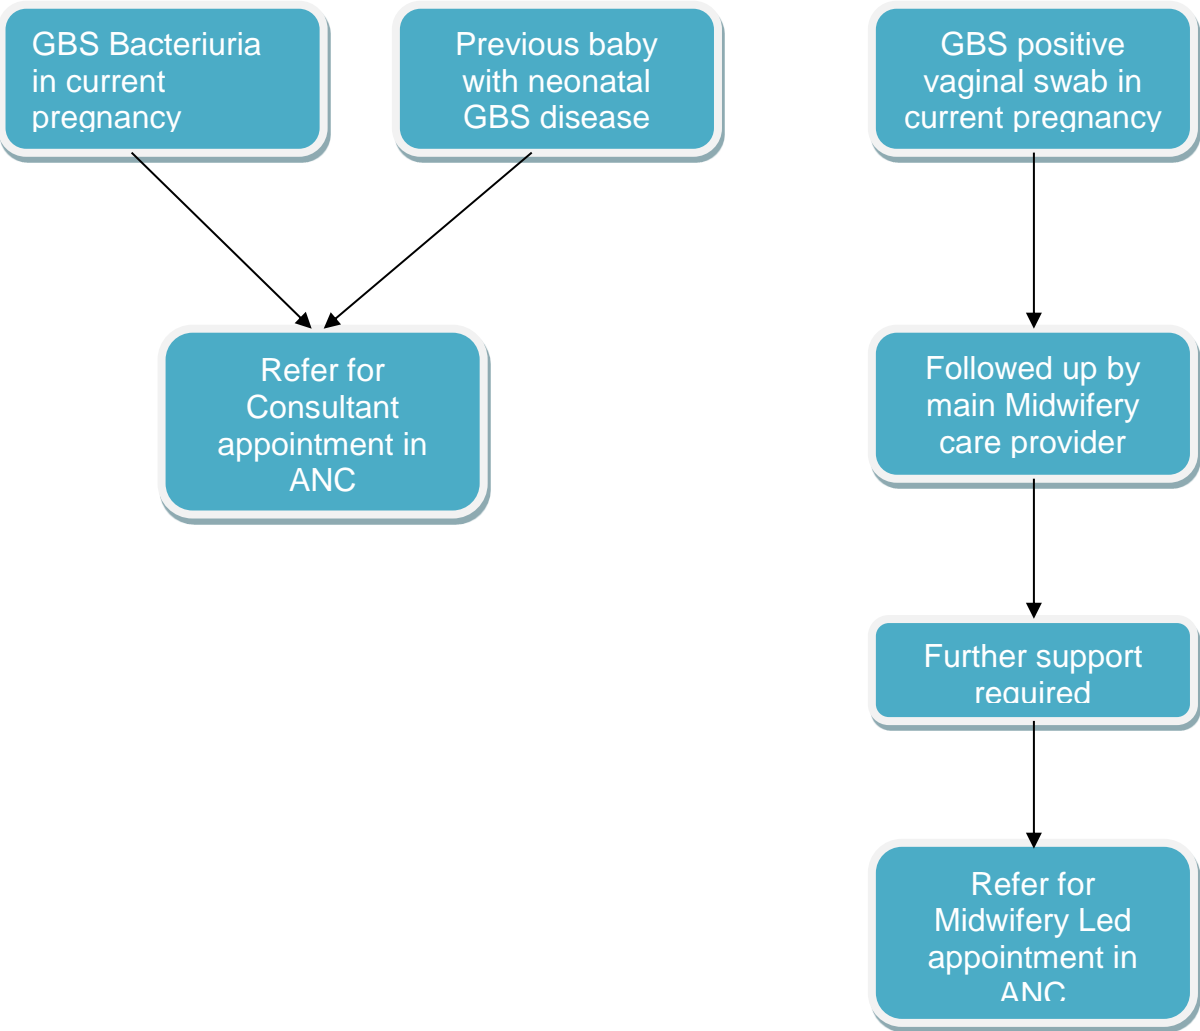 GBS Bacteriuria
in current
pregnancy
Previous baby
with neonatal
GBS disease
GBS positive
vaginal swab in
current pregnancy
Refer for
Consultant
appointment in
ANC
Followed up by
main Midwifery
care provider
Further support
required
Refer for
Midwifery Led
appointment in
ANC